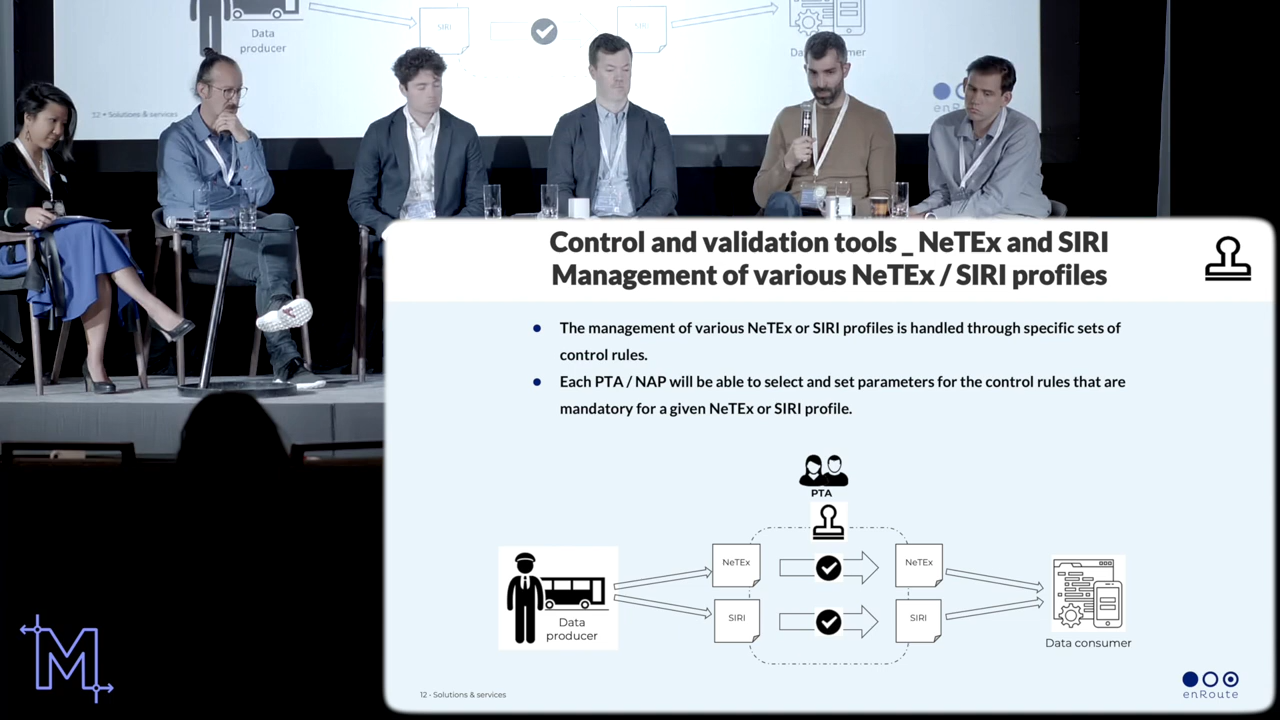 Data
producer
SIRI
12 • Solutions & services
Control and validation tools _ NeTEx and SIRI
Management of various NeTEx / SIRI profiles
The management of various NeTEx or SIRI profiles is handled through specific sets of
control rules.
Each PTA / NAP will be able to select and set parameters for the control rules that are
mandatory for a given NeTEx or SIRI profile.
PTA
NeTEx
NeTEx
SIRI
SIRI
Data
producer
Data consumer
12 • Solutions & services
enRoute
M